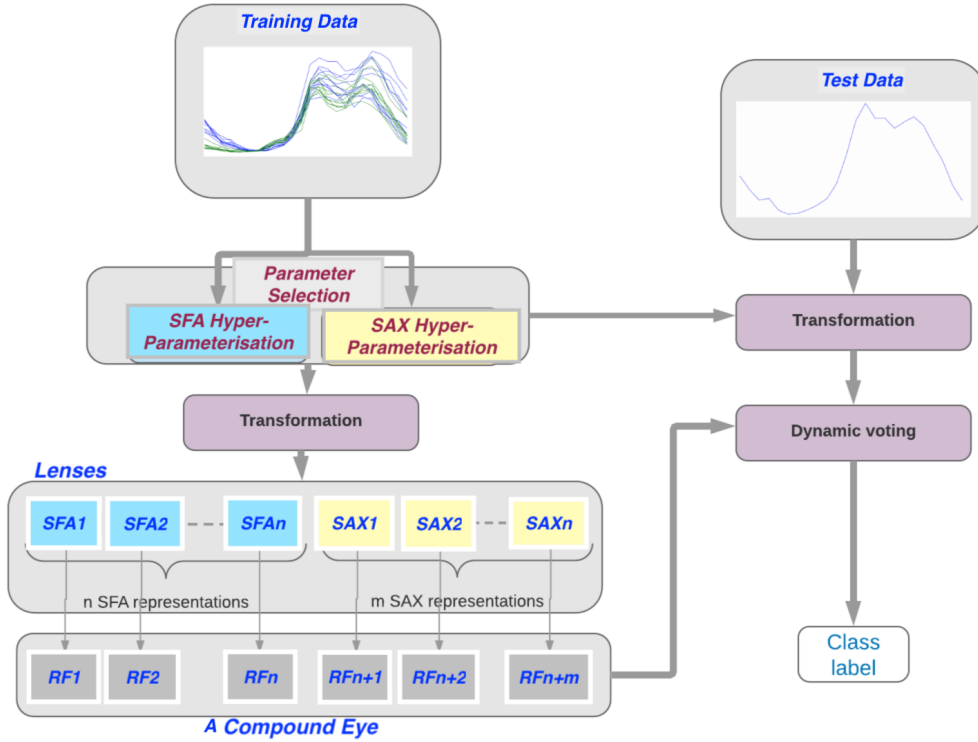 Training Data
Test Data
Parameter
Selection
SFA Hyper-
Parameterisation
SAX Hyper-
Parameterisation
Transformation
Transformation
Dynamic voting
Lenses
SFA1
SFA2
SFAn
SAX1
SAX2
SAXn
n SFA representations
m SAX representations
RF1
RF2
RFn
RFn+1
RFn+2
RFn+m
A Compound Eye
Class
label